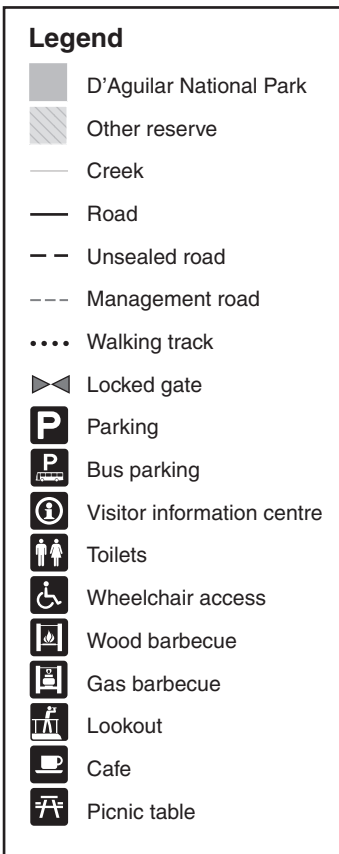 Legend
D'Aguilar National Park
Other reserve
Creek
Road
Unsealed road
Management road
Walking track
Locked gate
P Parking
P Bus parking
i Visitor information centre
Toilets
Wheelchair access
Wood barbecue
Gas barbecue
Lookout
Cafe
Picnic table